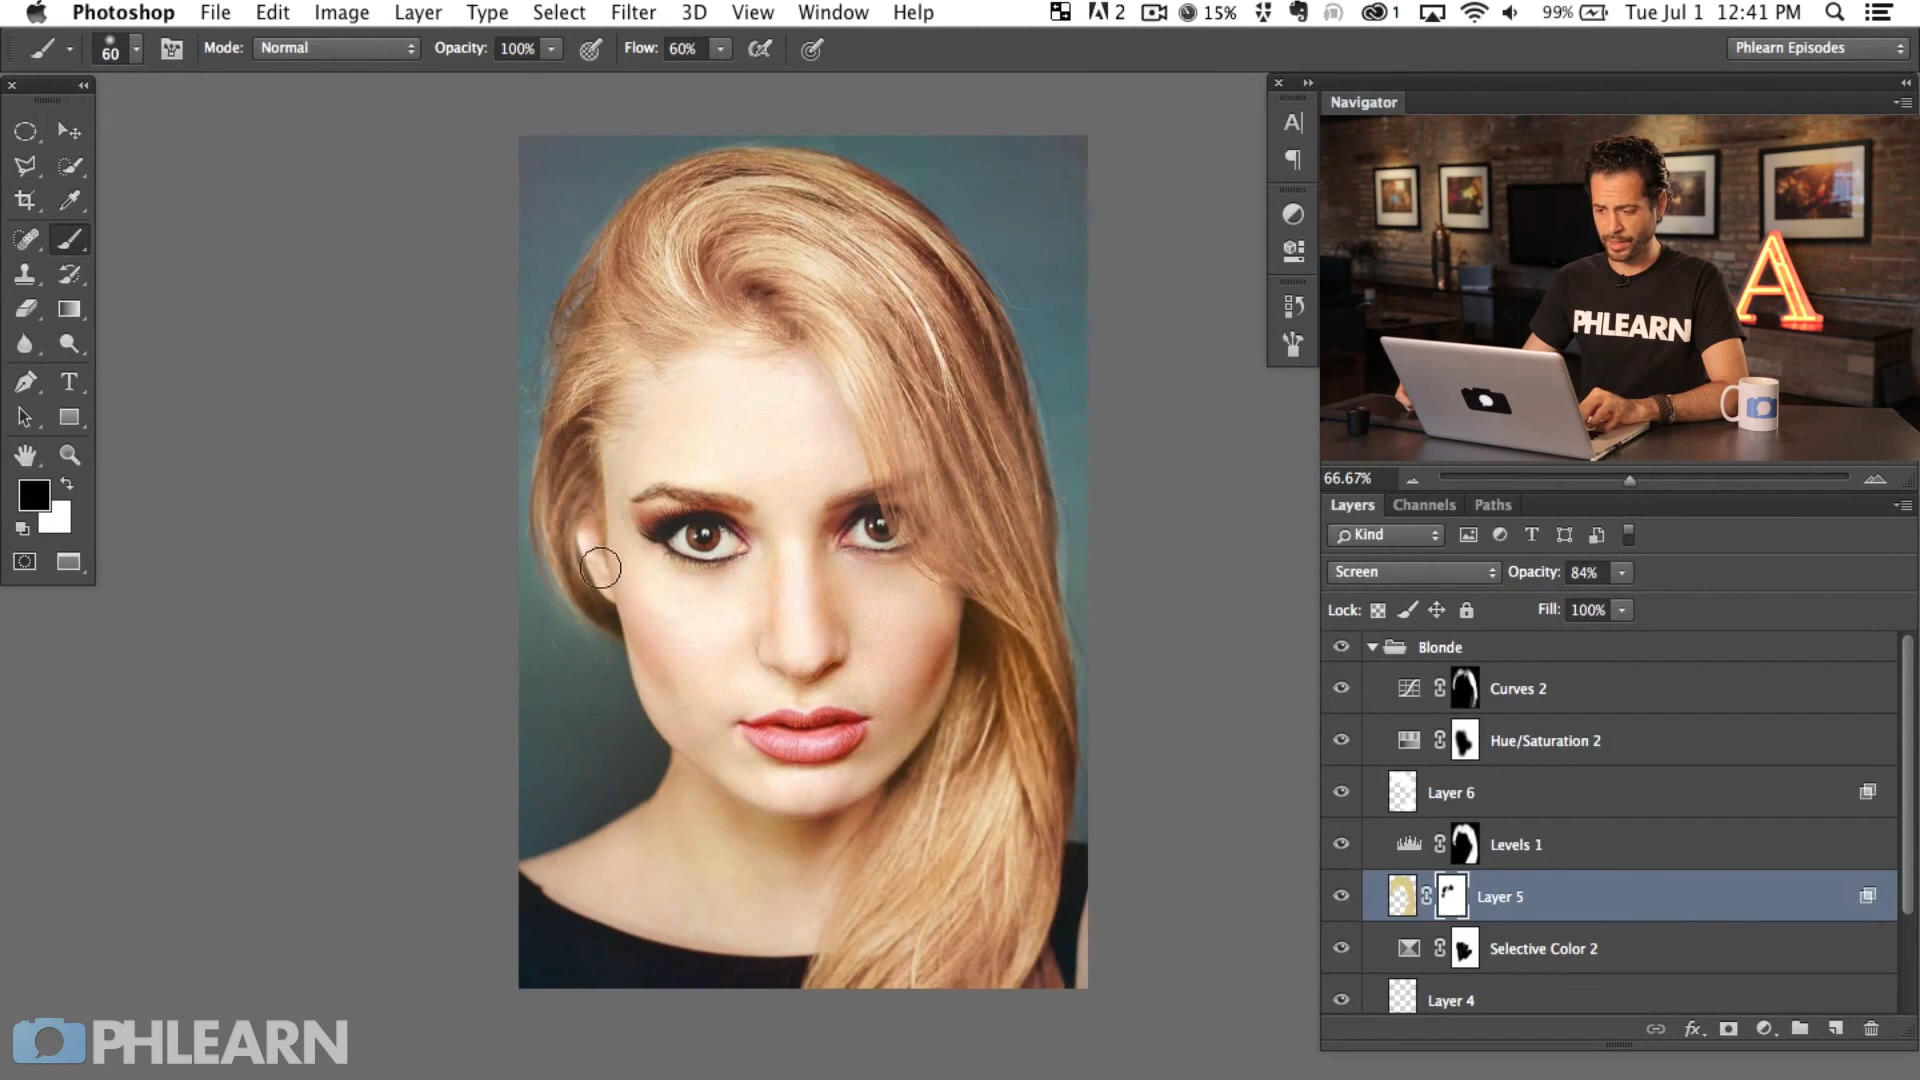 Photoshop File Edit Image Layer Type Select Filter 3D View Window Help 2 15% 1 99% Tue Jul 1 12:41 PM
60 Mode: Normal Opacity: 100% Flow: 60% Phlearn Episodes
Navigator
A
PHLEARN
66.67%
Layers Channels Paths
Kind
Screen Opacity: 84%
Lock: Fill: 100%
Blonde
Curves 2
Hue/Saturation 2
Layer 6
Levels 1
Layer 5
Selective Color 2
Layer 4
fx
PHLEARN